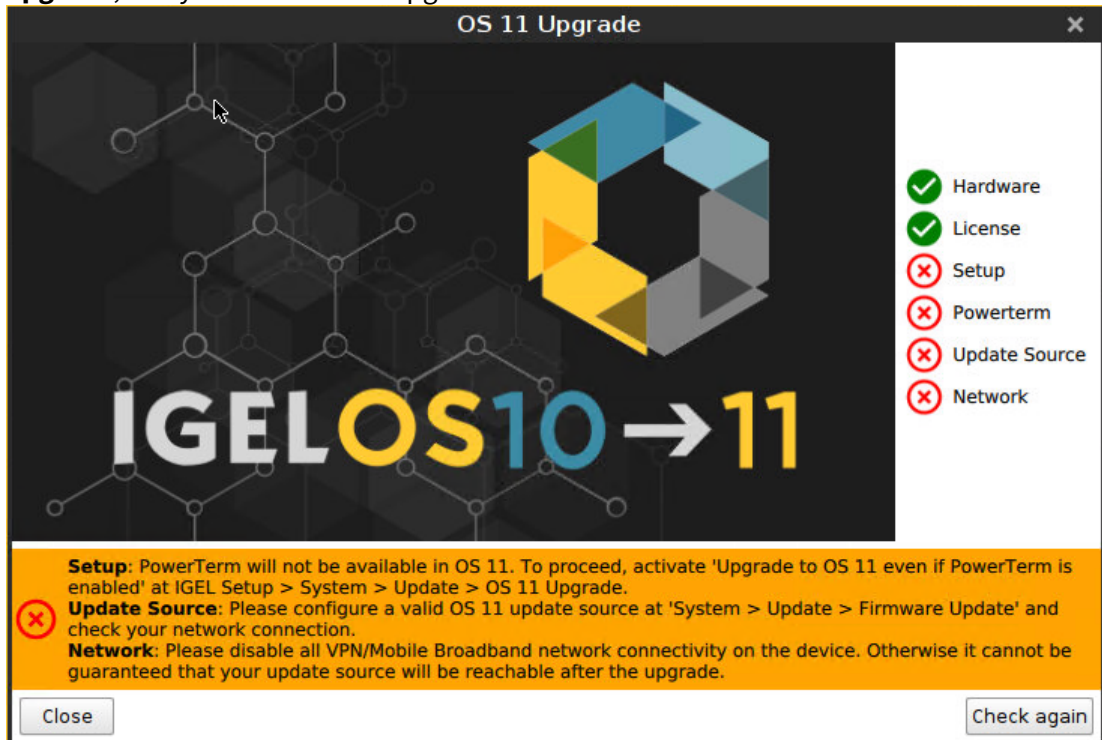 OS 11 Upgrade
IGEL OS 10 → 11
Hardware
License
Setup
Powerterm
Update Source
Network
Setup: PowerTerm will not be available in OS 11. To proceed, activate 'Upgrade to OS 11 even if PowerTerm is
enabled' at IGEL Setup > System > Update > OS 11 Upgrade.
Update Source: Please configure a valid OS 11 update source at 'System > Update > Firmware Update' and
check your network connection.
Network: Please disable all VPN/Mobile Broadband network connectivity on the device. Otherwise it cannot be
guaranteed that your update source will be reachable after the upgrade.
Close
Check again